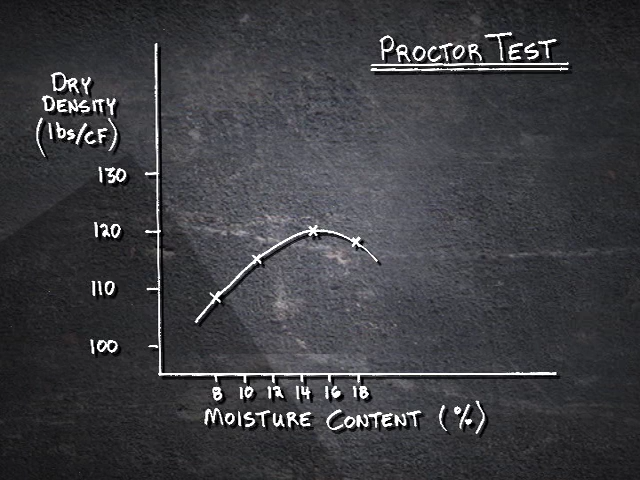 PROCTOR TEST
DRY
DENSITY
(lbs/CF)
130
120
110
100
8 10 12 14 16 18
MOISTURE CONTENT (%)